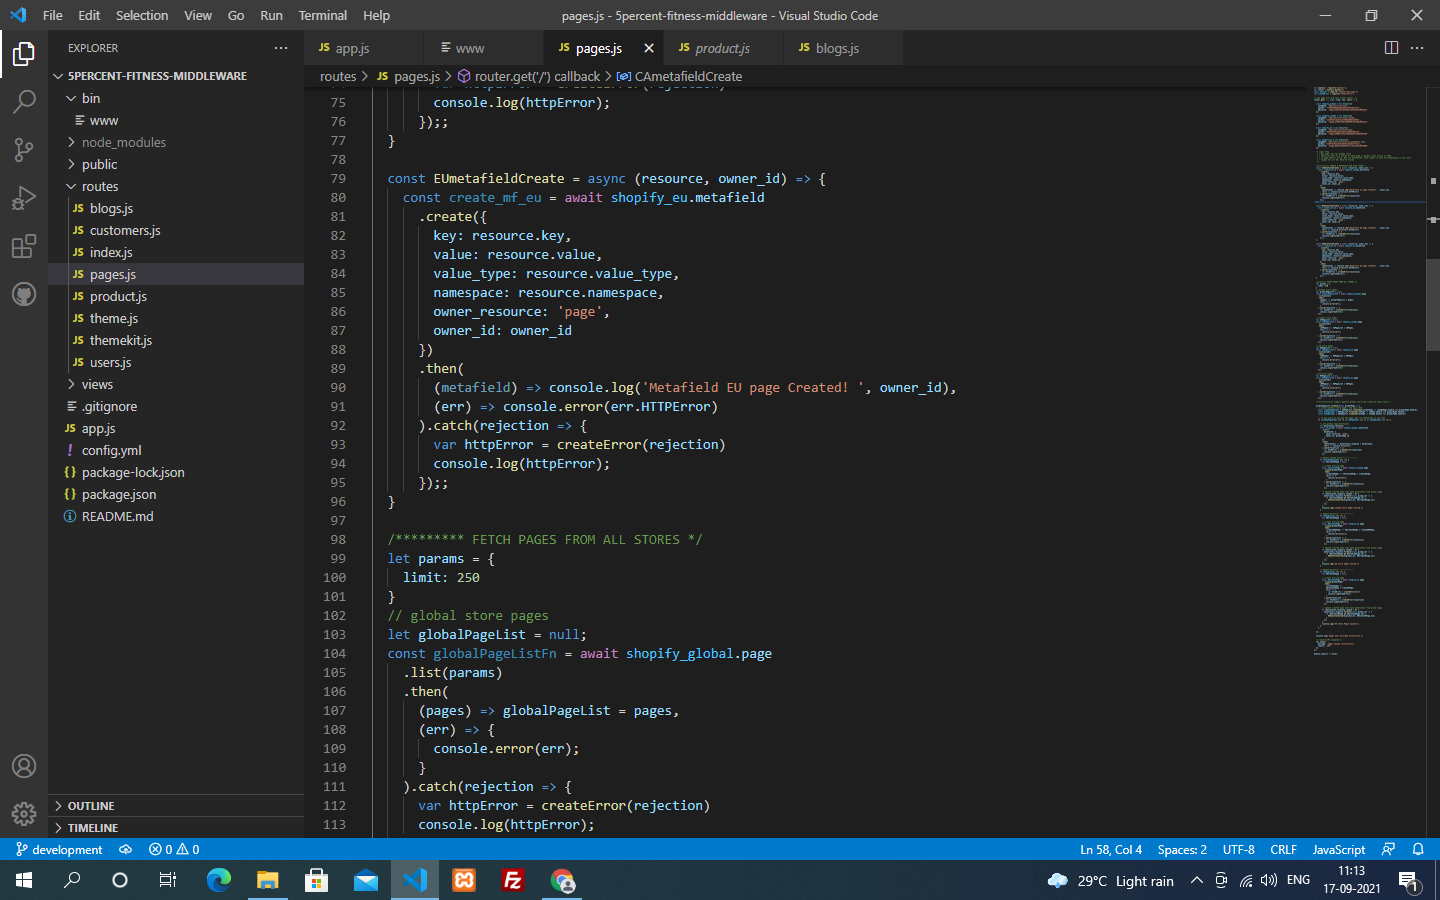 File Edit Selection View Go Run Terminal Help
pages.js - 5percent-fitness-middleware - Visual Studio Code
EXPLORER
5PERCENT-FITNESS-MIDDLEWARE
bin
www
node_modules
public
routes
JS blogs.js
JS customers.js
JS index.js
JS pages.js
JS product.js
JS theme.js
JS themekit.js
JS users.js
views
.gitignore
JS app.js
! config.yml
{} package-lock.json
{} package.json
README.md
OUTLINE
TIMELINE
JS app.js
www
JS pages.js
JS product.js
JS blogs.js
routes > JS pages.js > router.get('/') callback > CAmetafieldCreate
75 console.log(httpError);
76 });;
77 }
78
79 const EUmetafieldCreate = async (resource, owner_id) => {
80 const create_mf_eu = await shopify_eu.metafield
81 .create({
82 key: resource.key,
83 value: resource.value,
84 value_type: resource.value_type,
85 namespace: resource.namespace,
86 owner_resource: 'page',
87 owner_id: owner_id
88 })
89 .then(
90 (metafield) => console.log('Metafield EU page Created! ', owner_id),
91 (err) => console.error(err.HTTPError)
92 ).catch(rejection => {
93 var httpError = createError(rejection)
94 console.log(httpError);
95 });;
96 }
97
98 /********* FETCH PAGES FROM ALL STORES */
99 let params = {
100 limit: 250
101 }
102 // global store pages
103 let globalPageList = null;
104 const globalPageListFn = await shopify_global.page
105 .list(params)
106 .then(
107 (pages) => globalPageList = pages,
108 (err) => {
109 console.error(err);
110 }
111 ).catch(rejection => {
112 var httpError = createError(rejection)
113 console.log(httpError);
development 0 0
Ln 58, Col 4 Spaces: 2 UTF-8 CRLF JavaScript
29°C Light rain ENG
11:13
17-09-2021
1